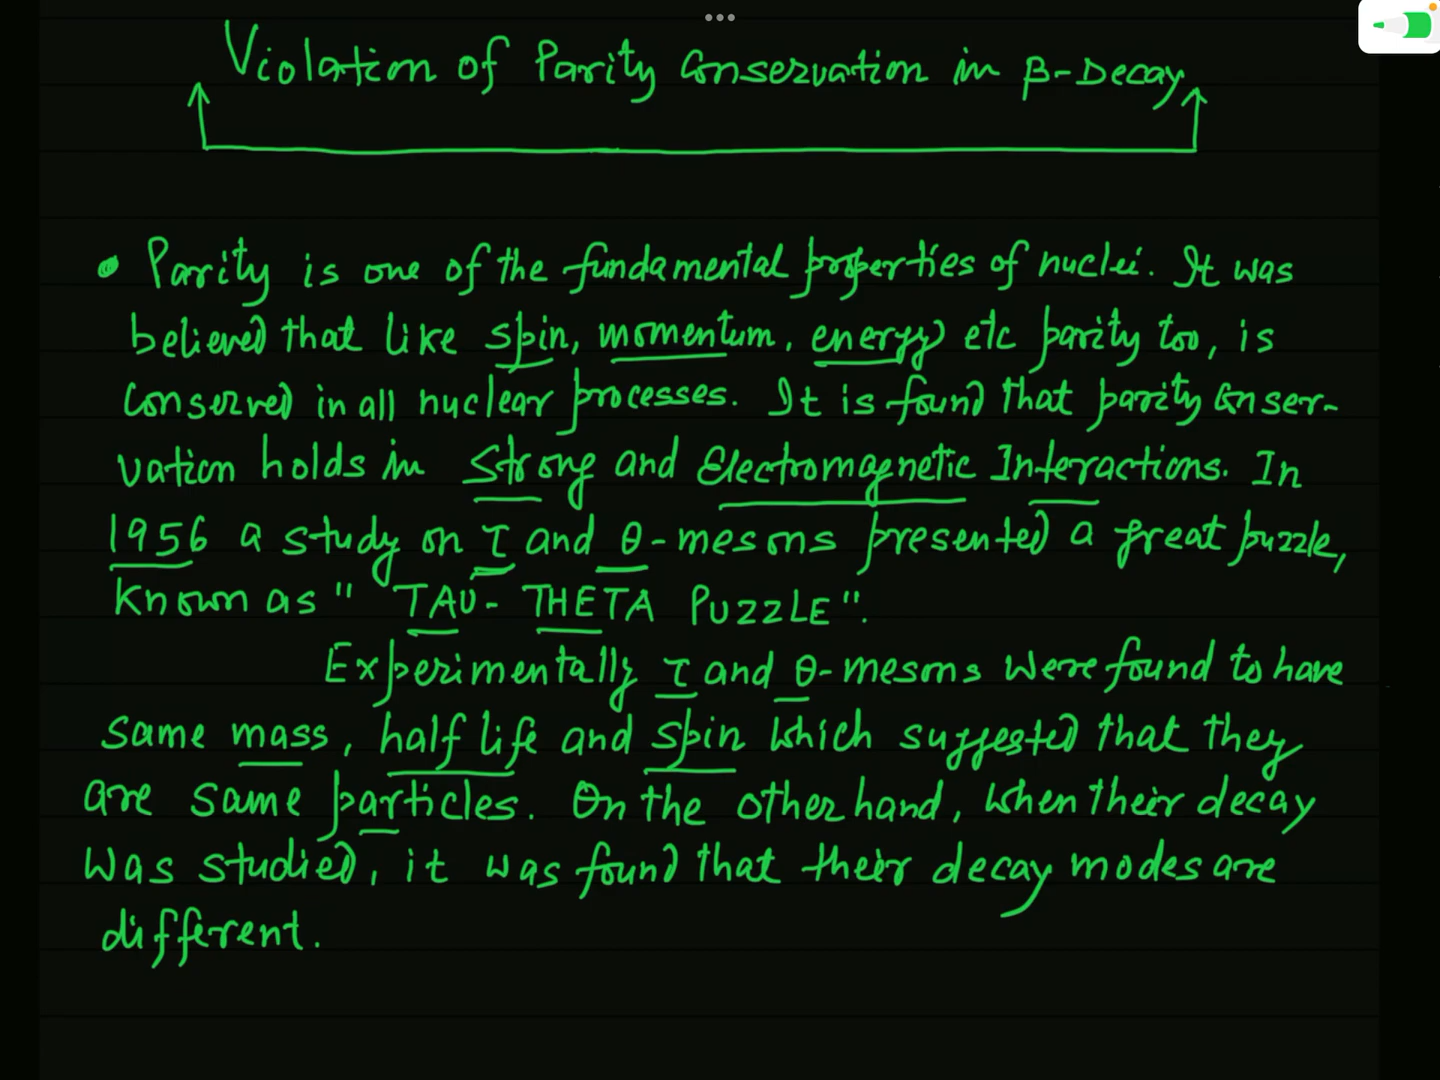 Violation of Parity Conservation in β-Decay
• Parity is one of the fundamental properties of nuclei. It was
believed that like spin, momentum, energy etc parity too, is
Conserved in all nuclear processes. It is found that parity Conser-
vation holds in Strong and Electromagnetic Interactions. In
1956 a study on τ and θ-mesons presented a great puzzle,
Known as " TAU- THETA PUZZLE".
Experimentally τ and θ-mesons were found to have
same mass, half life and spin which suggested that they
are same particles. On the other hand, when their decay
was studied, it was found that their decay modes are
different.